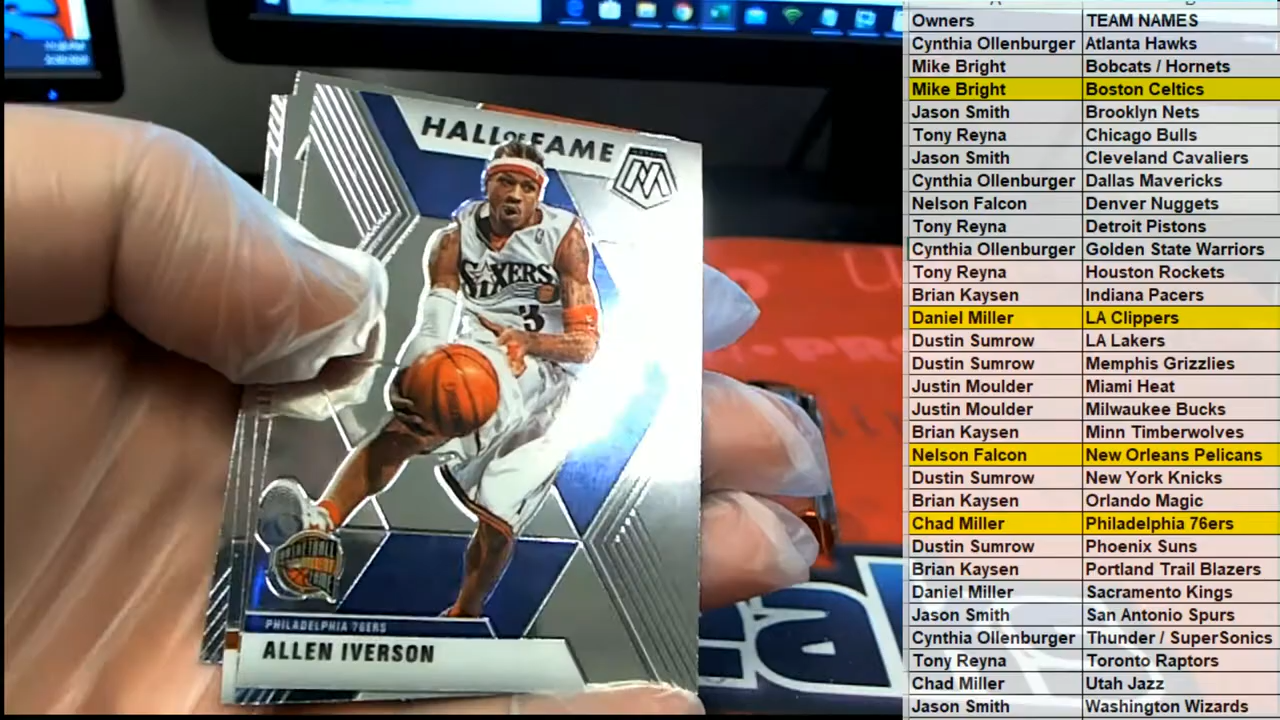 HALL OF FAME
SIXERS
3
BASKETBALL
PHILADELPHIA 76ERS
ALLEN IVERSON
Owners TEAM NAMES
Cynthia Ollenburger Atlanta Hawks
Mike Bright Bobcats / Hornets
Mike Bright Boston Celtics
Jason Smith Brooklyn Nets
Tony Reyna Chicago Bulls
Jason Smith Cleveland Cavaliers
Cynthia Ollenburger Dallas Mavericks
Nelson Falcon Denver Nuggets
Tony Reyna Detroit Pistons
Cynthia Ollenburger Golden State Warriors
Tony Reyna Houston Rockets
Brian Kaysen Indiana Pacers
Daniel Miller LA Clippers
Dustin Sumrow LA Lakers
Dustin Sumrow Memphis Grizzlies
Justin Moulder Miami Heat
Justin Moulder Milwaukee Bucks
Brian Kaysen Minn Timberwolves
Nelson Falcon New Orleans Pelicans
Dustin Sumrow New York Knicks
Brian Kaysen Orlando Magic
Chad Miller Philadelphia 76ers
Dustin Sumrow Phoenix Suns
Brian Kaysen Portland Trail Blazers
Daniel Miller Sacramento Kings
Jason Smith San Antonio Spurs
Cynthia Ollenburger Thunder / SuperSonics
Tony Reyna Toronto Raptors
Chad Miller Utah Jazz
Jason Smith Washington Wizards